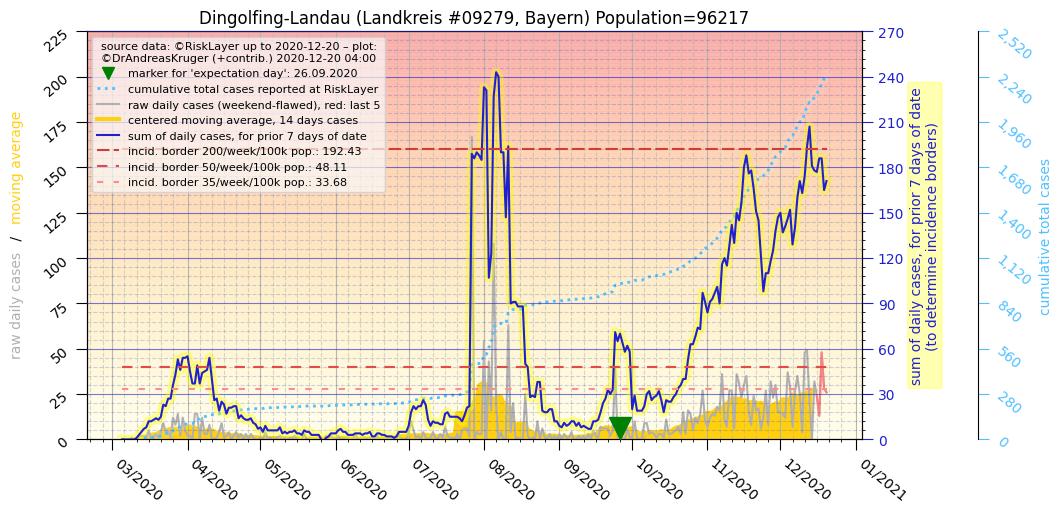 Dingolfing-Landau (Landkreis #09279, Bayern) Population=96217
source data: ©RiskLayer up to 2020-12-20 – plot:
©DrAndreasKruger (+contrib.) 2020-12-20 04:00
marker for 'expectation day': 26.09.2020
cumulative total cases reported at RiskLayer
raw daily cases (weekend-flawed), red: last 5
centered moving average, 14 days cases
sum of daily cases, for prior 7 days of date
incid. border 200/week/100k pop.: 192.43
incid. border 50/week/100k pop.: 48.11
incid. border 35/week/100k pop.: 33.68
raw daily cases / moving average
225
200
175
150
125
100
75
50
25
0
03/2020
04/2020
05/2020
06/2020
07/2020
08/2020
09/2020
10/2020
11/2020
12/2020
01/2021
270
240
210
180
150
120
90
60
30
0
sum of daily cases, for prior 7 days of date
(to determine incidence borders)
2,520
2,240
1,960
1,680
1,400
1,120
840
560
280
0
cumulative total cases